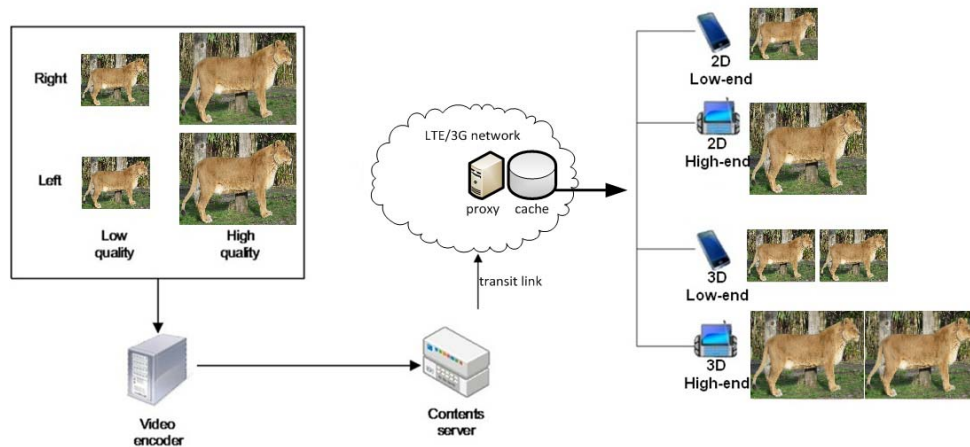 Right
Left
Low
quality
High
quality
Video
encoder
Contents
server
transit link
LTE/3G network
proxy
cache
2D
Low-end
2D
High-end
3D
Low-end
3D
High-end